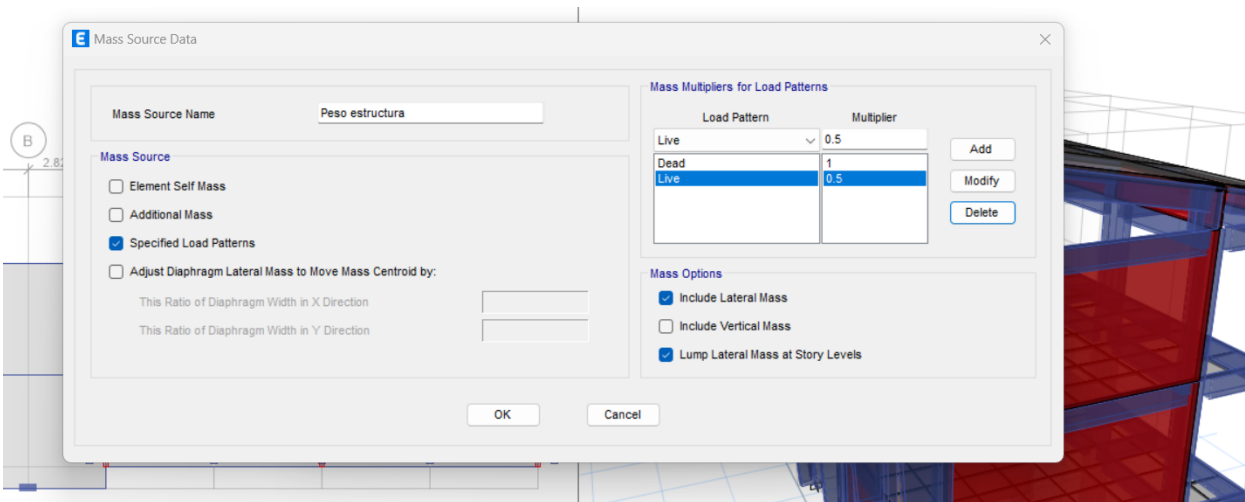 E Mass Source Data
B
2.82
Mass Source Name
Peso estructura
Mass Source
Element Self Mass
Additional Mass
Specified Load Patterns
Adjust Diaphragm Lateral Mass to Move Mass Centroid by:
This Ratio of Diaphragm Width in X Direction
This Ratio of Diaphragm Width in Y Direction
Mass Multipliers for Load Patterns
Load Pattern Multiplier
Live 0.5
Dead 1
Live 0.5
Add
Modify
Delete
Mass Options
Include Lateral Mass
Include Vertical Mass
Lump Lateral Mass at Story Levels
OK Cancel